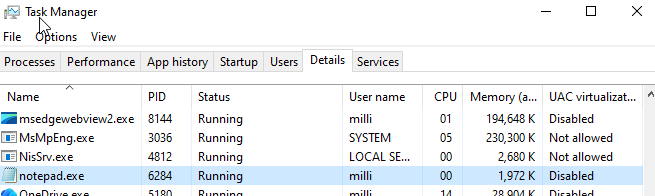 Task Manager
File Options View
Processes Performance App history Startup Users Details Services
Name PID Status User name CPU Memory (a... UAC virtualizat...
msedgewebview2.exe 8144 Running milli 01 194,648 K Disabled
MsMpEng.exe 3036 Running SYSTEM 05 230,300 K Not allowed
NisSrv.exe 4812 Running LOCAL SE... 00 2,680 K Not allowed
notepad.exe 6284 Running milli 00 1,972 K Disabled
OneDrive.exe 5180 Running milli 14 28,904 K Disabled